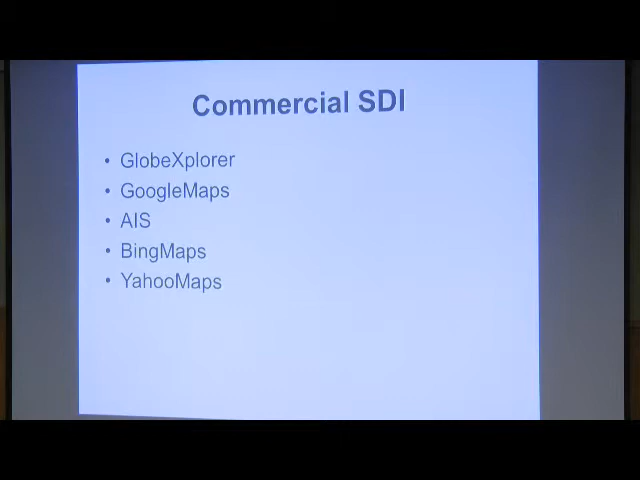 Commercial SDI
• GlobeXplorer
• GoogleMaps
• AIS
• BingMaps
• YahooMaps